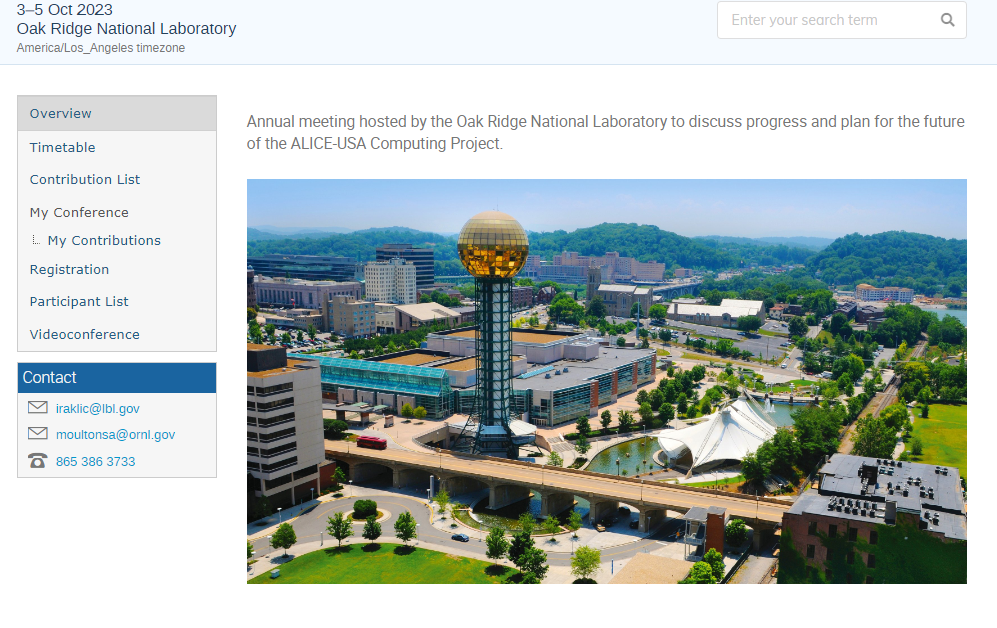 3–5 Oct 2023
Oak Ridge National Laboratory
America/Los_Angeles timezone
Enter your search term
Overview
Timetable
Contribution List
My Conference
My Contributions
Registration
Participant List
Videoconference
Contact
iraklic@lbl.gov
moultonsa@ornl.gov
865 386 3733
Annual meeting hosted by the Oak Ridge National Laboratory to discuss progress and plan for the future
of the ALICE-USA Computing Project.